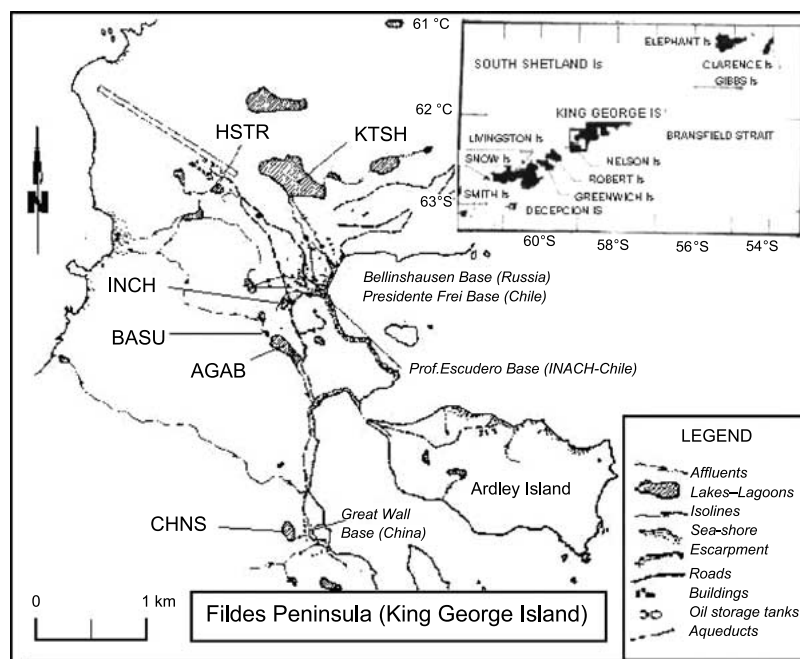 61 °C
ELEPHANT Is
CLARENCE Is
GIBBS Is
SOUTH SHETLAND Is
62 °C
KING GEORGE IS'
BRANSFIELD STRAIT
LIVINGSTON Is
SNOW Is
SMITH Is
NELSON Is
ROBERT Is
GREENWICH Is
DECEPCION IS
63°S
60°S
58°S
56°S
54°S
HSTR
KTSH
N
INCH
Bellinshausen Base (Russia)
Presidente Frei Base (Chile)
BASU
AGAB
Prof.Escudero Base (INACH-Chile)
Ardley Island
CHNS
Great Wall
Base (China)
0
1 km
Fildes Peninsula (King George Island)
LEGEND
Affluents
Lakes–Lagoons
Isolines
Sea-shore
Escarpment
Roads
Buildings
Oil storage tanks
Aqueducts